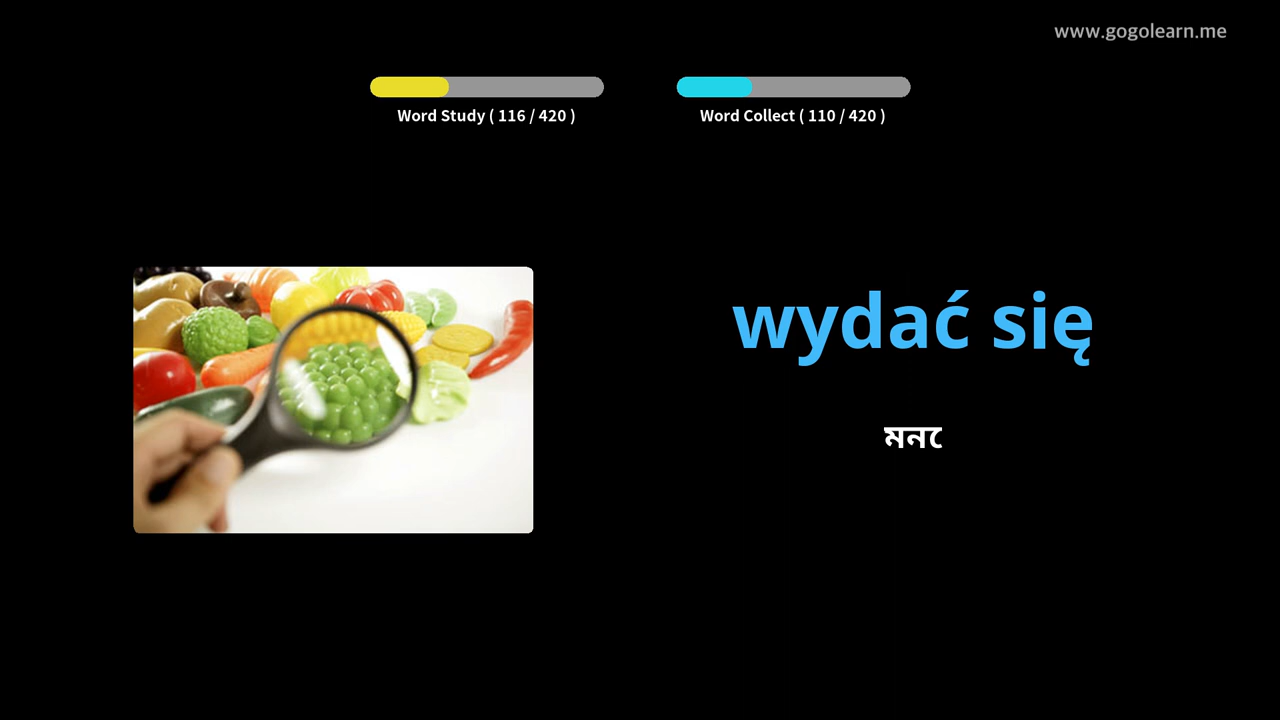 www.gogolearn.me
Word Study ( 116 / 420 )
Word Collect ( 110 / 420 )
wydać się
মনে